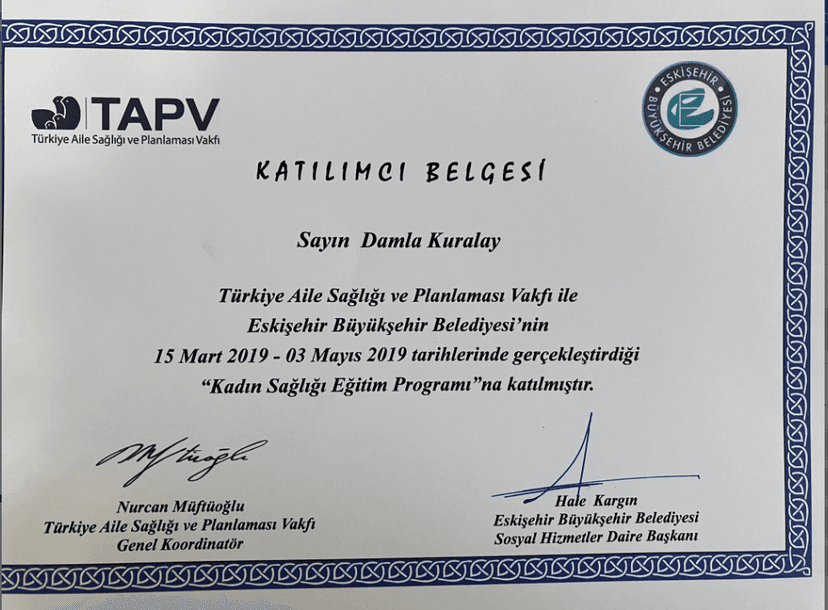 TAPV
Türkiye Aile Sağlığı ve Planlaması Vakfı
ESKİŞEHİR
BÜYÜKŞEHİR BELEDİYESİ
KATILIMCI BELGESİ
Sayın Damla Kuralay
Türkiye Aile Sağlığı ve Planlaması Vakfı ile
Eskişehir Büyükşehir Belediyesi’nin
15 Mart 2019 - 03 Mayıs 2019 tarihlerinde gerçekleştirdiği
“Kadın Sağlığı Eğitim Programı”na katılmıştır.
Nurcan Müftüoğlu
Türkiye Aile Sağlığı ve Planlaması Vakfı
Genel Koordinatör
Hale Kargın
Eskişehir Büyükşehir Belediyesi
Sosyal Hizmetler Daire Başkanı